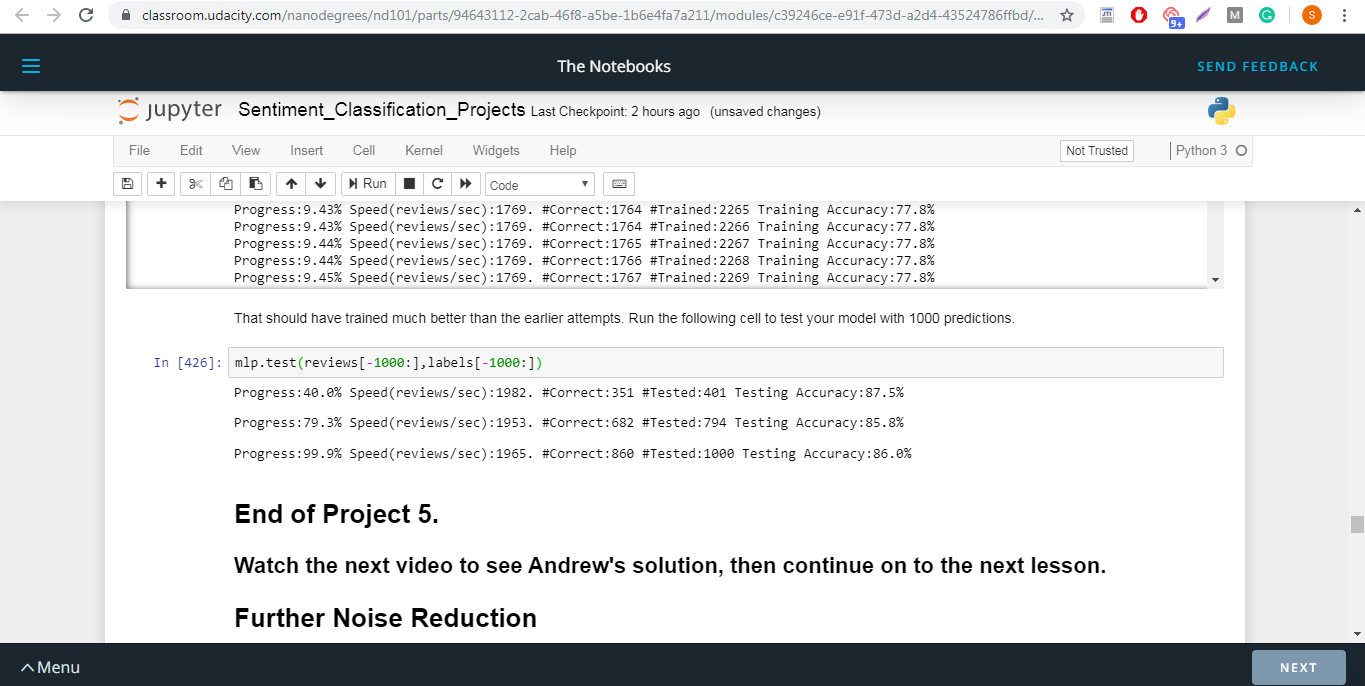 classroom.udacity.com/nanodegrees/nd101/parts/94643112-2cab-46f8-a5be-1b6e4fa7a211/modules/c39246ce-e91f-473d-a2d4-43524786ffbd/...
JTI
9+
M
G
S
The Notebooks
SEND FEEDBACK
jupyter Sentiment_Classification_Projects Last Checkpoint: 2 hours ago (unsaved changes)
File Edit View Insert Cell Kernel Widgets Help Not Trusted Python 3
Run Code
Progress:9.43% Speed(reviews/sec):1769. #Correct:1764 #Trained:2265 Training Accuracy:77.8%
Progress:9.43% Speed(reviews/sec):1769. #Correct:1764 #Trained:2266 Training Accuracy:77.8%
Progress:9.44% Speed(reviews/sec):1769. #Correct:1765 #Trained:2267 Training Accuracy:77.8%
Progress:9.44% Speed(reviews/sec):1769. #Correct:1766 #Trained:2268 Training Accuracy:77.8%
Progress:9.45% Speed(reviews/sec):1769. #Correct:1767 #Trained:2269 Training Accuracy:77.8%
That should have trained much better than the earlier attempts. Run the following cell to test your model with 1000 predictions.
In [426]: mlp.test(reviews[-1000:],labels[-1000:])
Progress:40.0% Speed(reviews/sec):1982. #Correct:351 #Tested:401 Testing Accuracy:87.5%
Progress:79.3% Speed(reviews/sec):1953. #Correct:682 #Tested:794 Testing Accuracy:85.8%
Progress:99.9% Speed(reviews/sec):1965. #Correct:860 #Tested:1000 Testing Accuracy:86.0%
End of Project 5.
Watch the next video to see Andrew's solution, then continue on to the next lesson.
Further Noise Reduction
Menu
NEXT